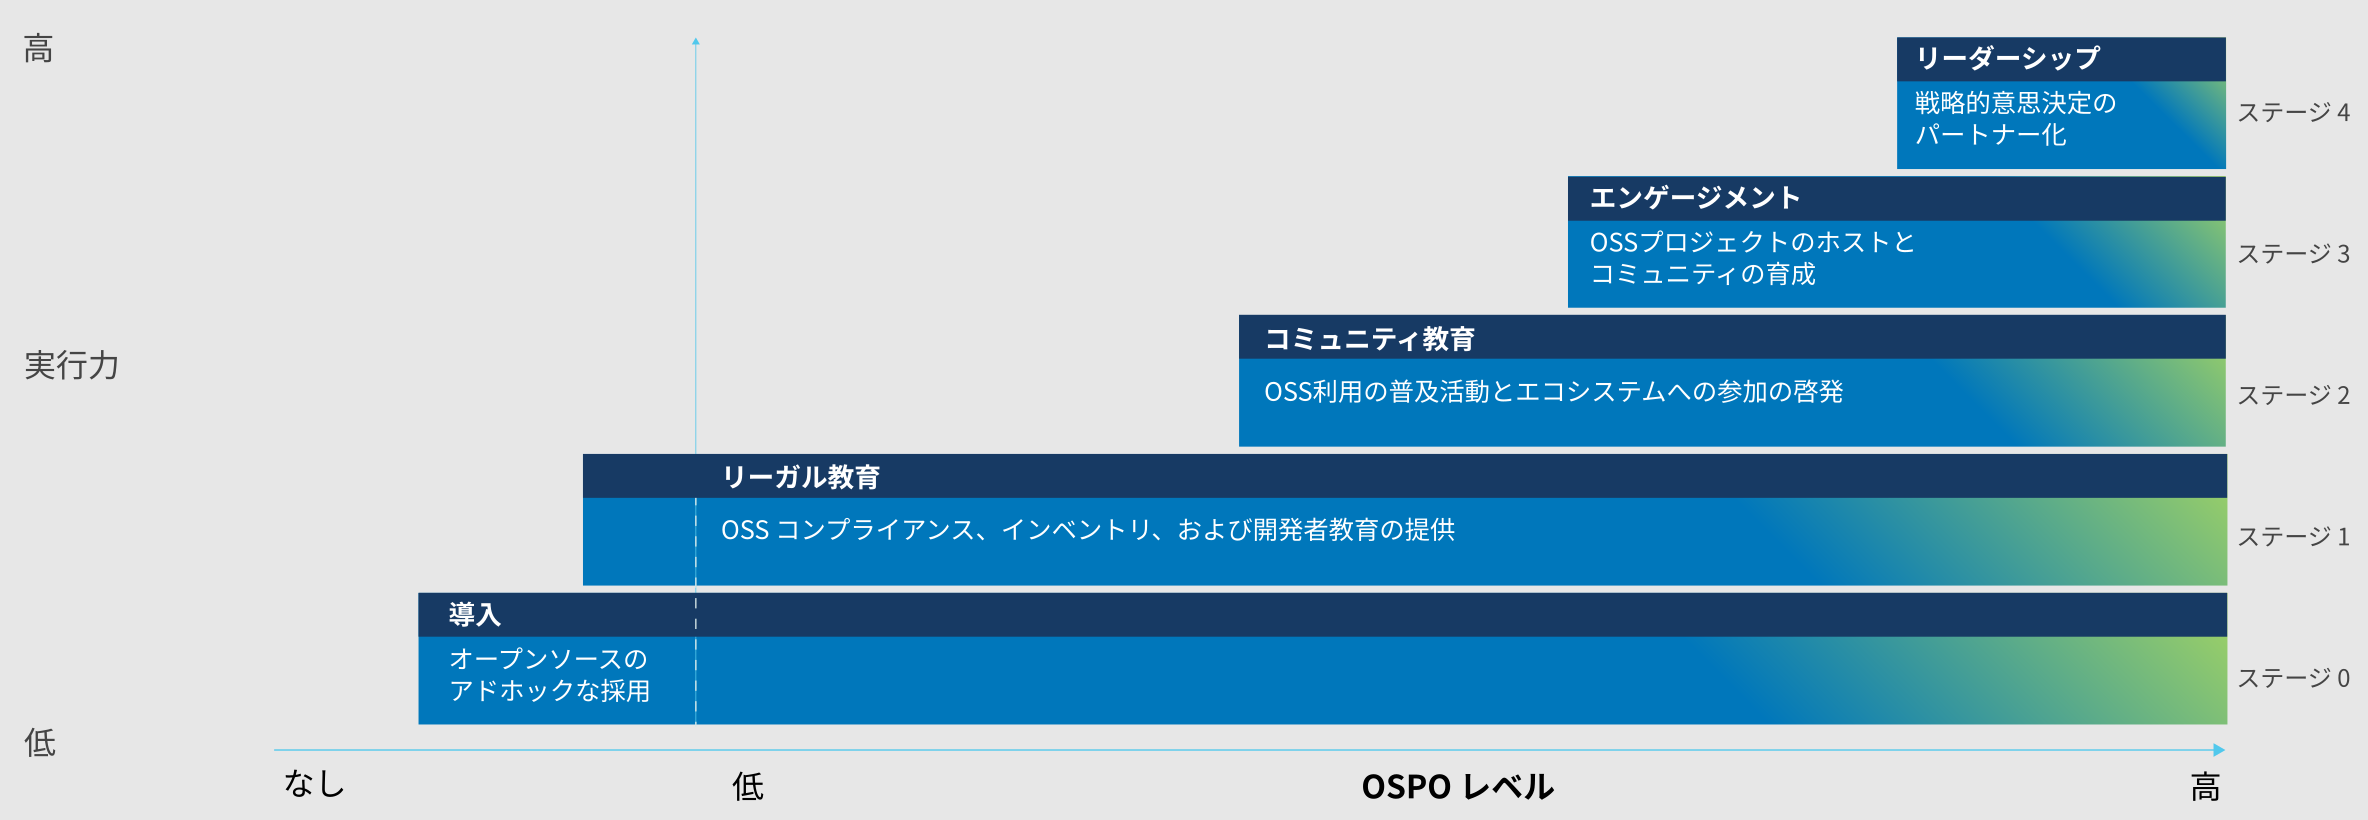 高
リーダーシップ
戦略的意思決定の
パートナー化
ステージ 4
エンゲージメント
OSSプロジェクトのホストと
コミュニティの育成
ステージ 3
実行力
コミュニティ教育
OSS利用の普及活動とエコシステムへの参加の啓発
ステージ 2
リーガル教育
OSS コンプライアンス、インベントリ、および開発者教育の提供
ステージ 1
導入
オープンソースの
アドホックな採用
ステージ 0
低
なし
低
OSPO レベル
高